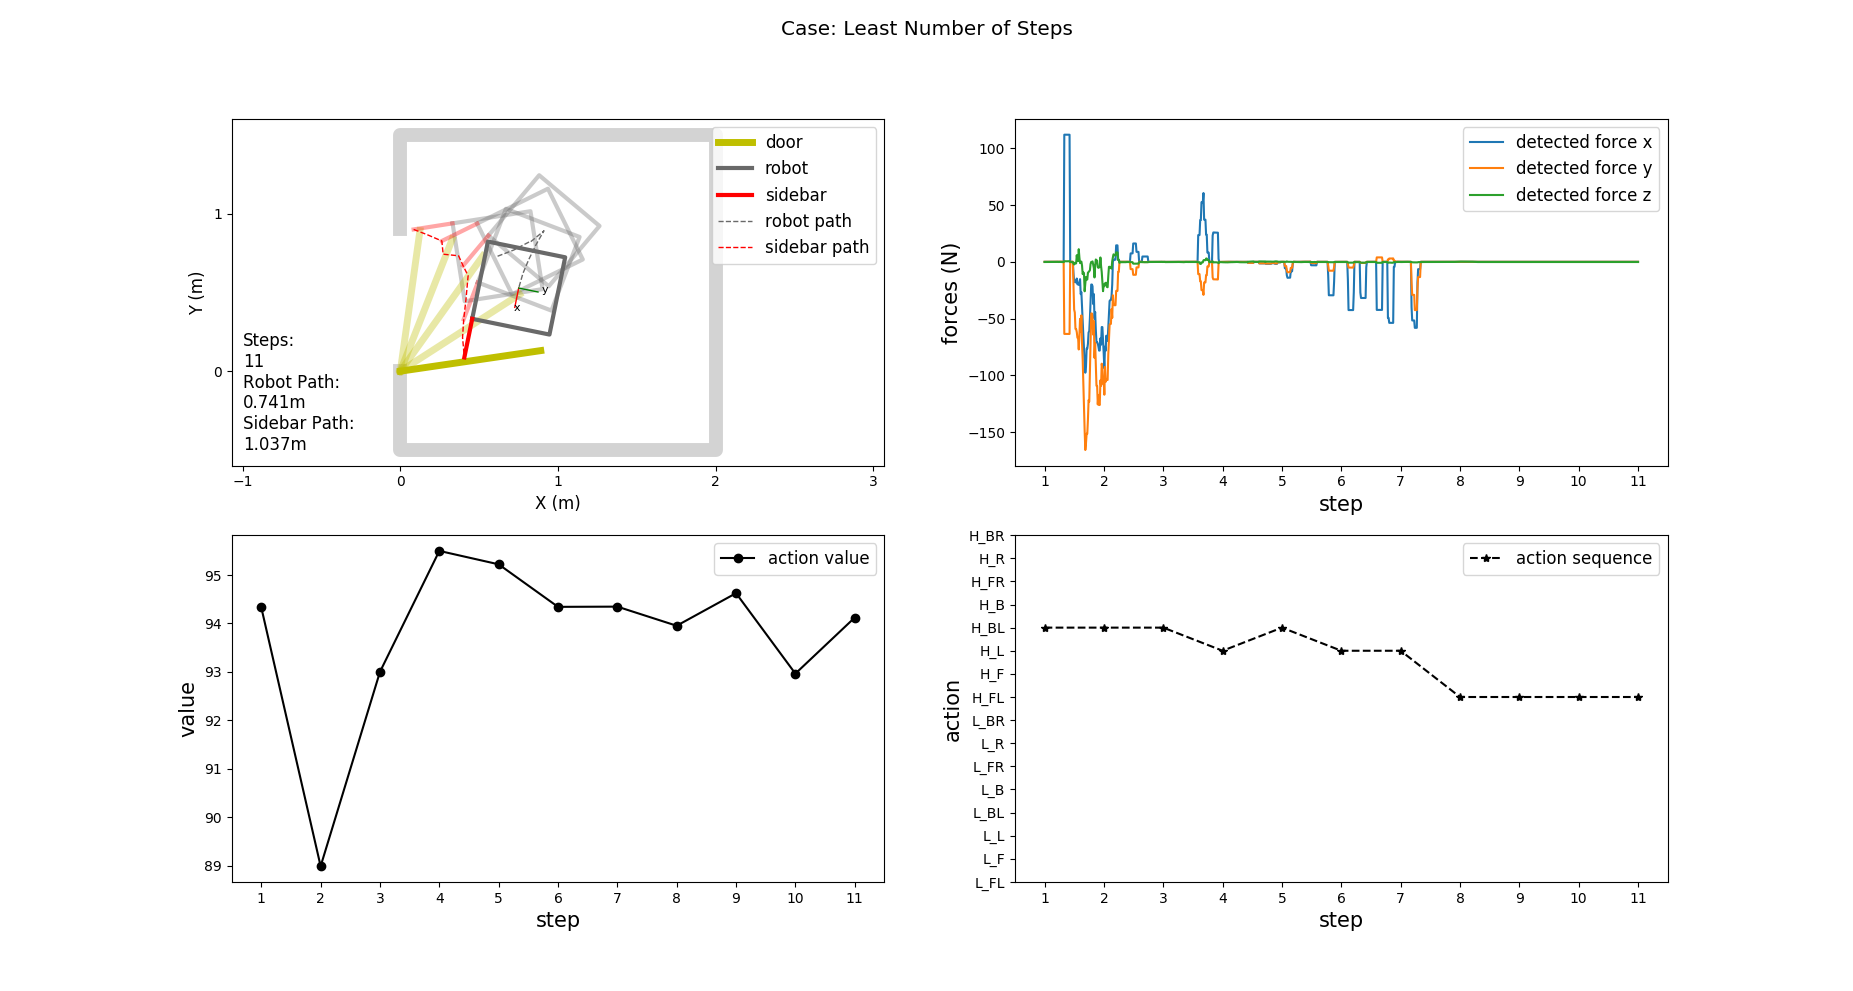 Case: Least Number of Steps
door
robot
sidebar
robot path
sidebar path
1
0
Y (m)
y
x
Steps:
11
Robot Path:
0.741m
Sidebar Path:
1.037m
−1 0 1 2 3
X (m)
detected force x
detected force y
detected force z
100
50
0
−50
−100
−150
forces (N)
1 2 3 4 5 6 7 8 9 10 11
step
action value
95
94
93
92
91
90
89
value
1 2 3 4 5 6 7 8 9 10 11
step
action sequence
H_BR
H_R
H_FR
H_B
H_BL
H_L
H_F
H_FL
L_BR
L_R
L_FR
L_B
L_BL
L_L
L_F
L_FL
action
1 2 3 4 5 6 7 8 9 10 11
step